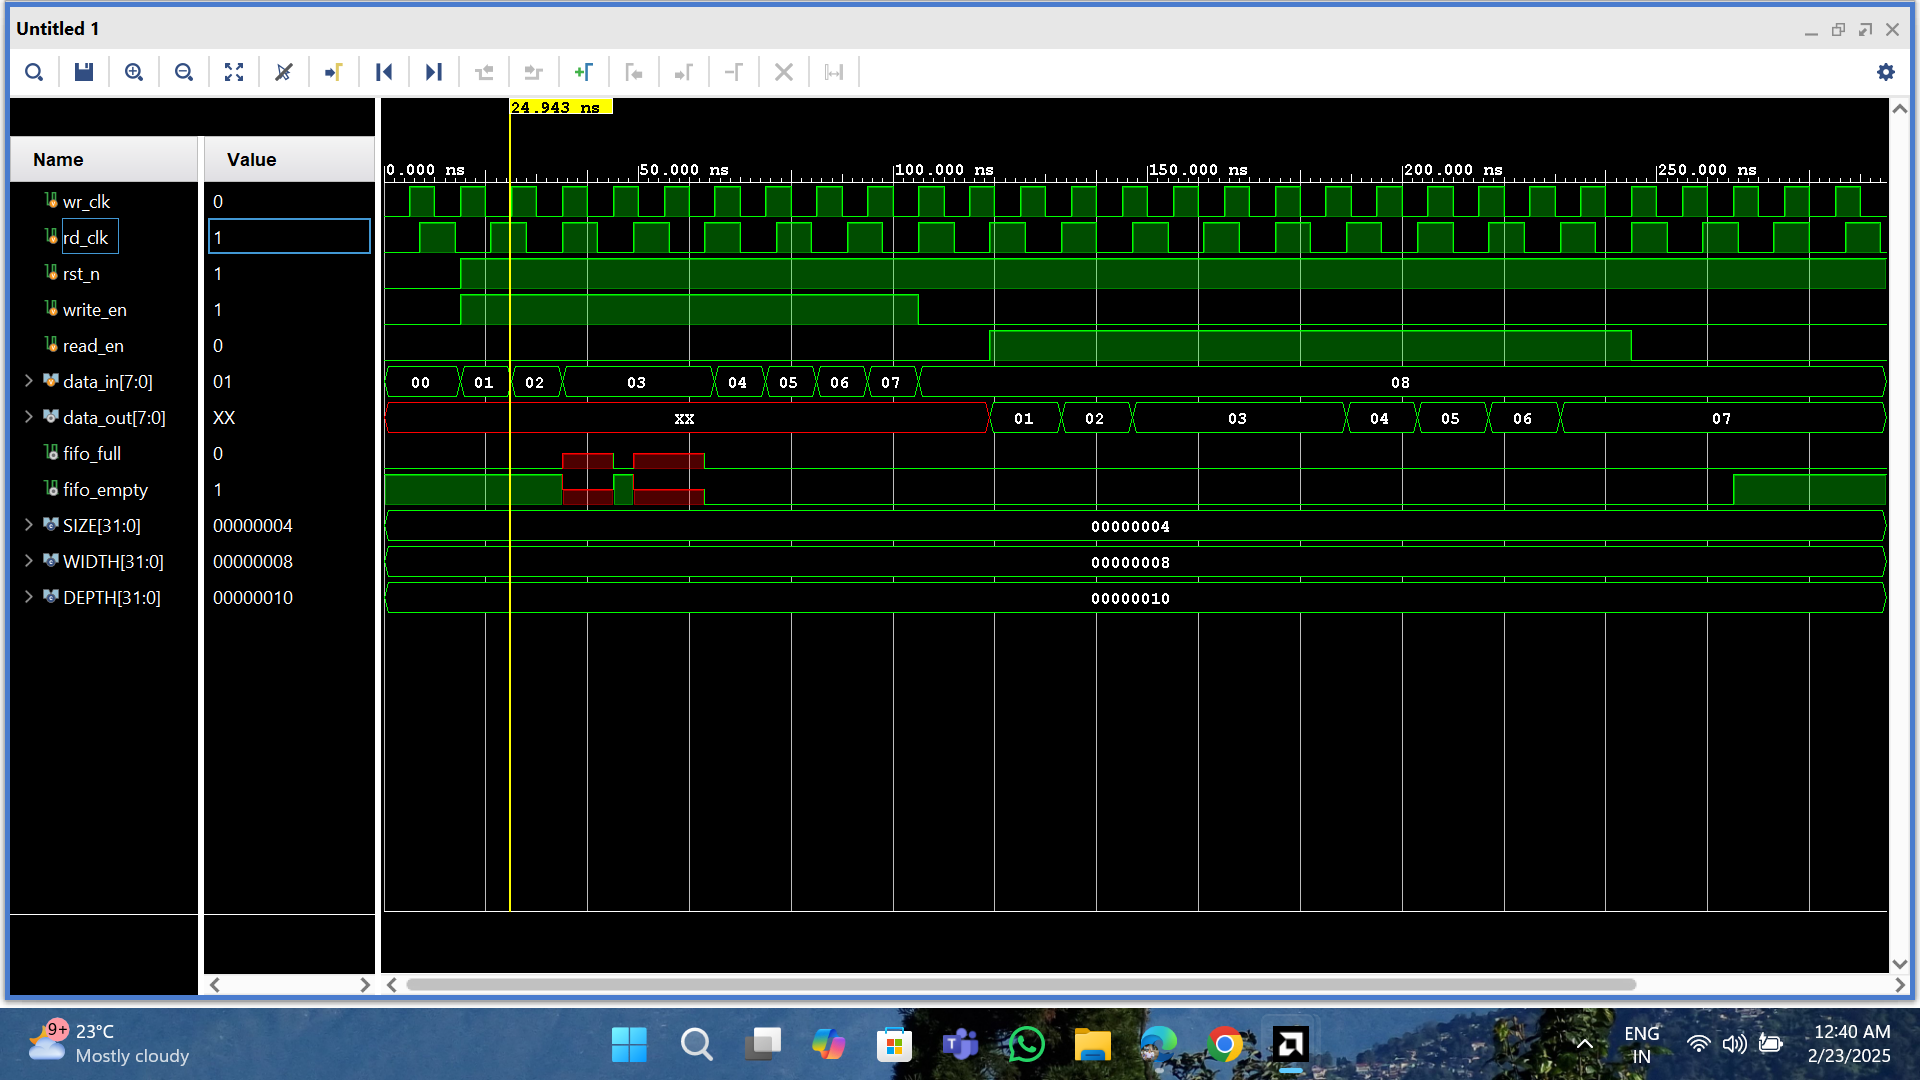 Untitled 1
24.943 ns
Name
Value
0.000 ns
50.000 ns
100.000 ns
150.000 ns
200.000 ns
250.000 ns
wr_clk
0
rd_clk
1
rst_n
1
write_en
1
read_en
0
data_in[7:0]
01
00
01
02
03
04
05
06
07
08
data_out[7:0]
XX
XX
01
02
03
04
05
06
07
fifo_full
0
fifo_empty
1
SIZE[31:0]
00000004
00000004
WIDTH[31:0]
00000008
00000008
DEPTH[31:0]
00000010
00000010
9+
23°C
Mostly cloudy
ENG
IN
12:40 AM
2/23/2025